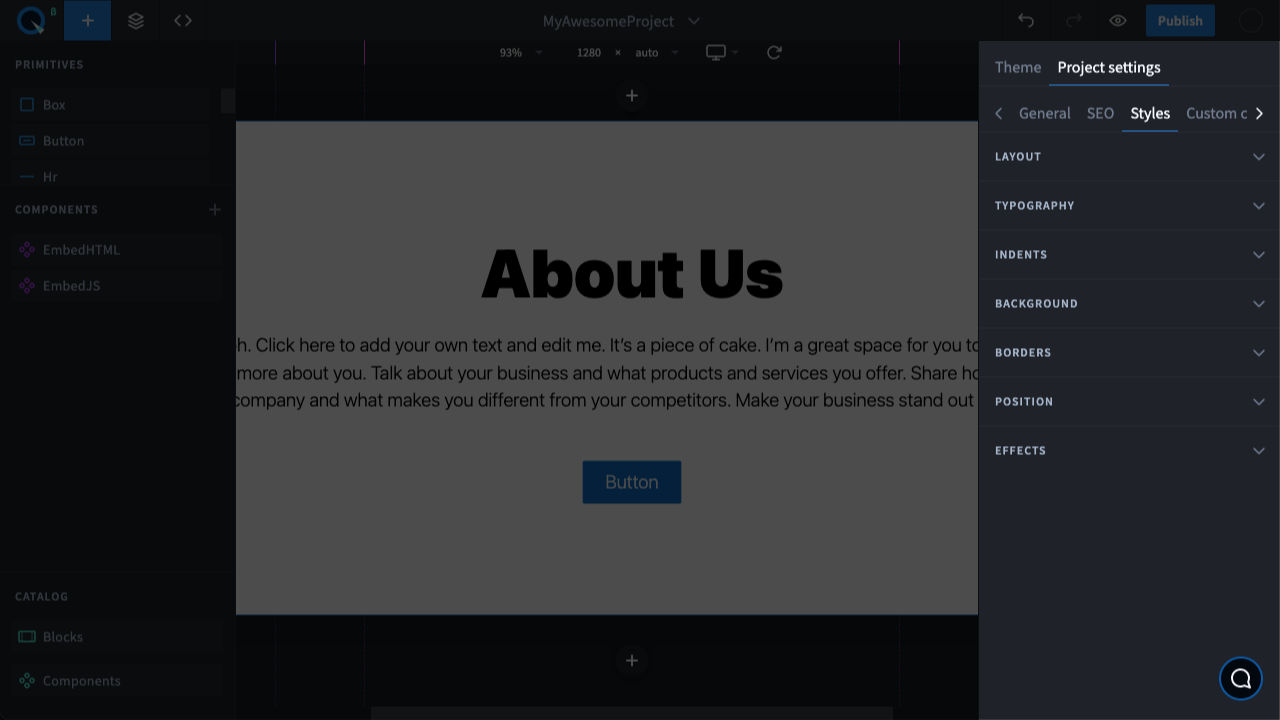 β
MyAwesomeProject
Publish
PRIMITIVES
Box
Button
Hr
COMPONENTS
EmbedHTML
EmbedJS
CATALOG
Blocks
Components
93% 1280 × auto
About Us
h. Click here to add your own text and edit me. It’s a piece of cake. I’m a great space for you to
more about you. Talk about your business and what products and services you offer. Share ho
company and what makes you different from your competitors. Make your business stand out
Button
Theme Project settings
General SEO Styles Custom c
LAYOUT
TYPOGRAPHY
INDENTS
BACKGROUND
BORDERS
POSITION
EFFECTS